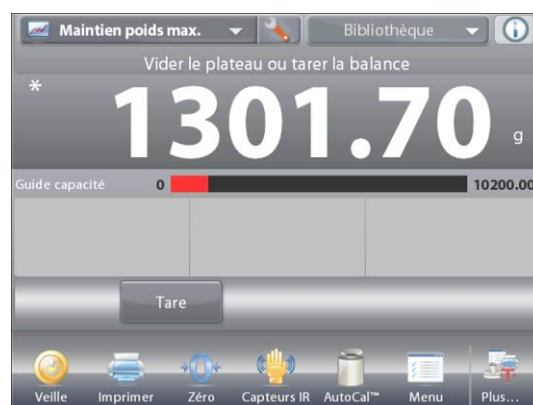 Maintien poids max.
Bibliothèque
Vider le plateau ou tarer la balance
* 1301.70 g
Guide capacité 0 10200.00
Tare
Veille Imprimer Zéro Capteurs IR AutoCal™ Menu Plus...